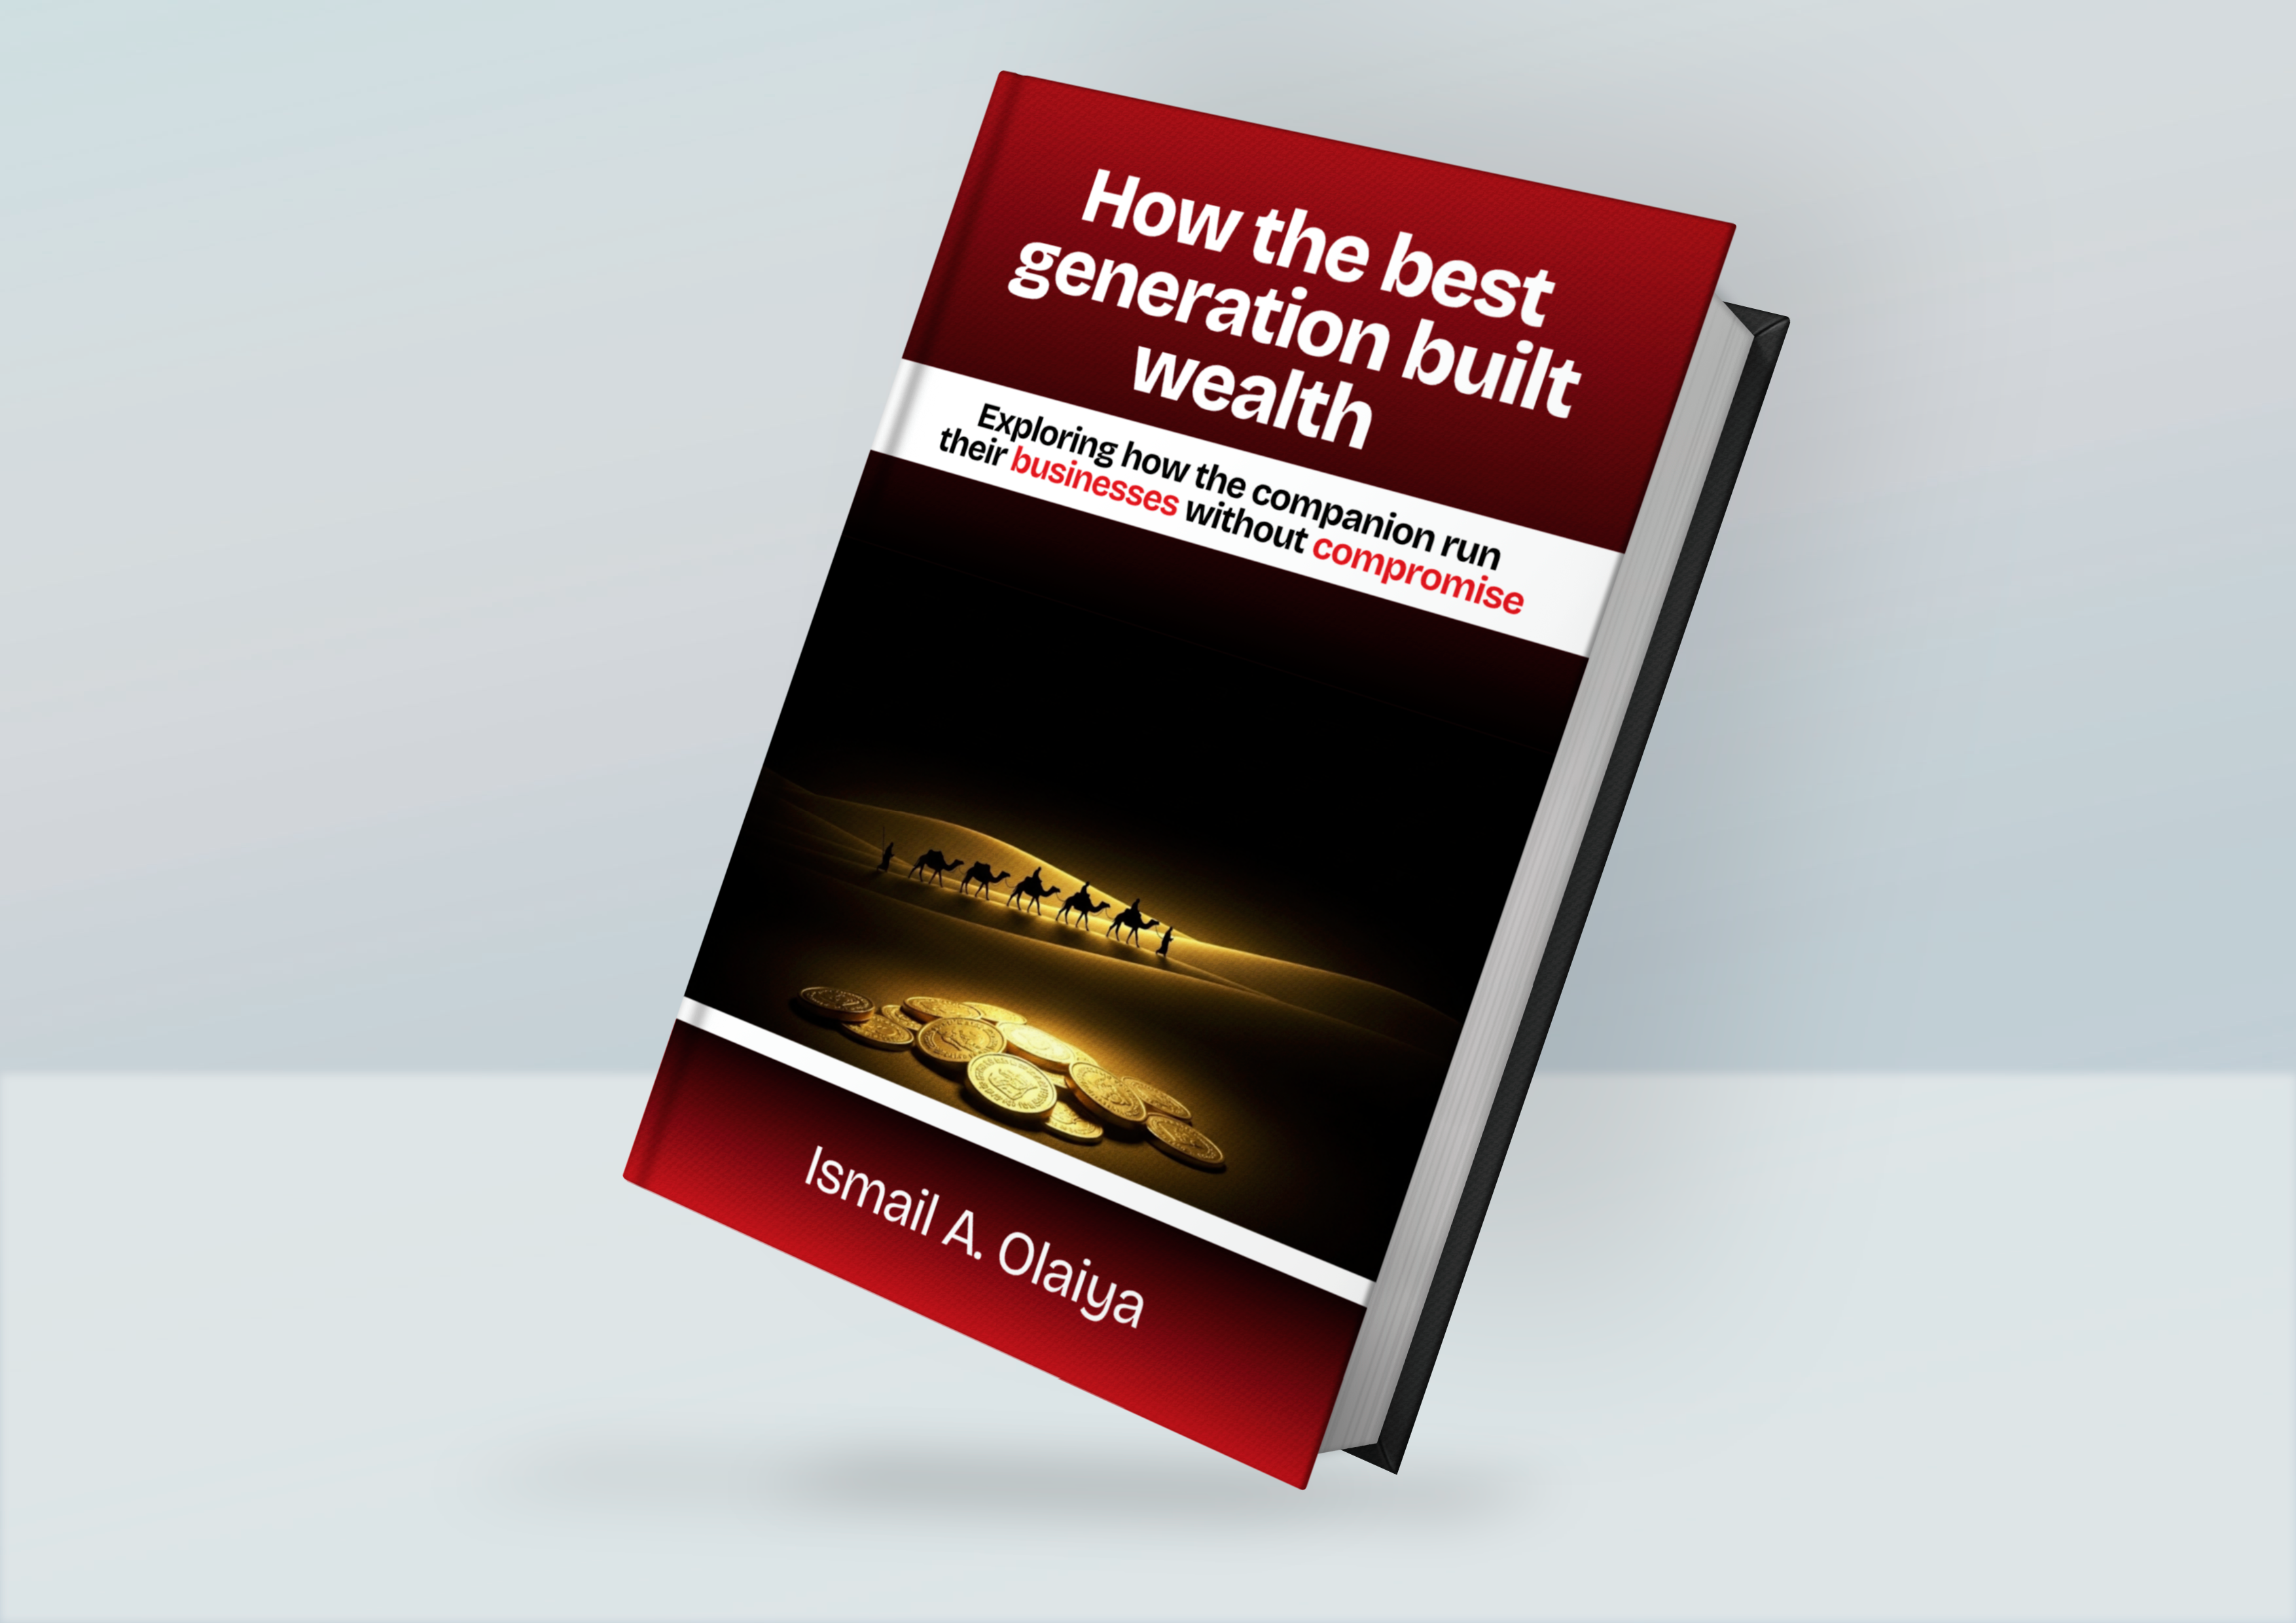 How the best
generation built
wealth
Exploring how the companion run
their businesses without compromise
Ismail A. Olaiya